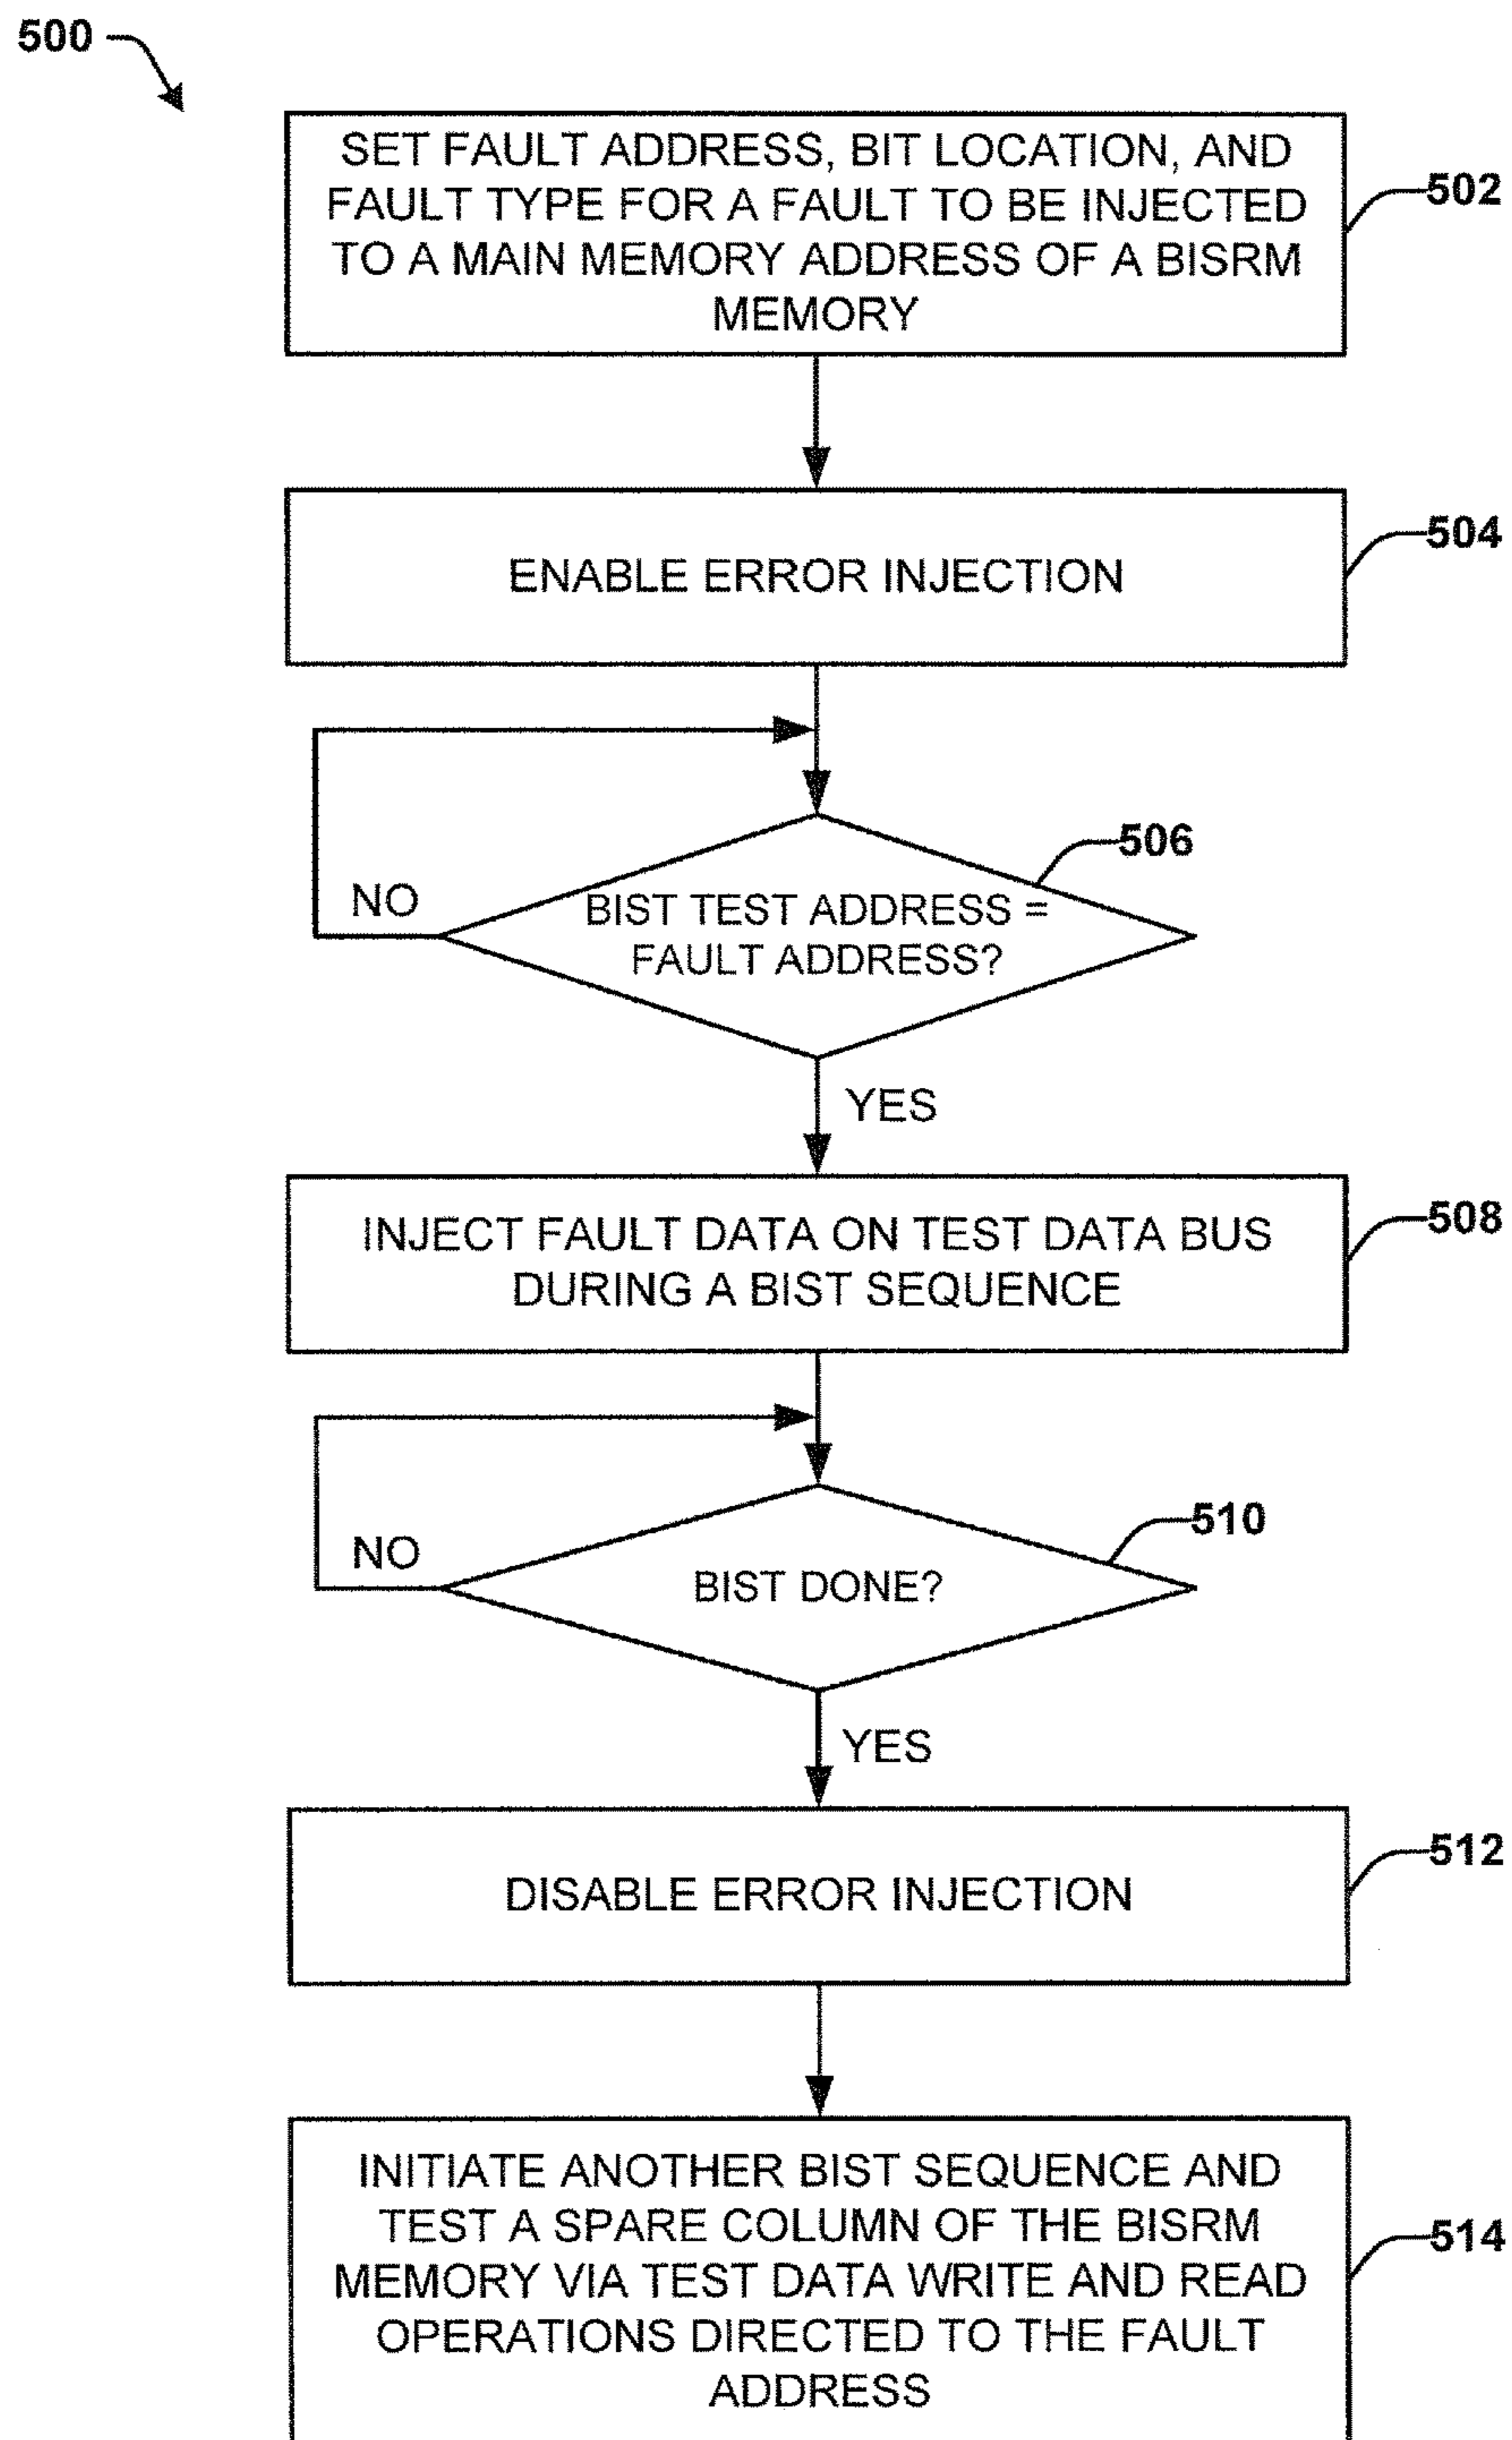 500
SET FAULT ADDRESS, BIT LOCATION, AND
FAULT TYPE FOR A FAULT TO BE INJECTED
TO A MAIN MEMORY ADDRESS OF A BISRM
MEMORY
502
ENABLE ERROR INJECTION
504
506
NO
BIST TEST ADDRESS =
FAULT ADDRESS?
YES
INJECT FAULT DATA ON TEST DATA BUS
DURING A BIST SEQUENCE
508
510
NO
BIST DONE?
YES
DISABLE ERROR INJECTION
512
INITIATE ANOTHER BIST SEQUENCE AND
TEST A SPARE COLUMN OF THE BISRM
MEMORY VIA TEST DATA WRITE AND READ
OPERATIONS DIRECTED TO THE FAULT
ADDRESS
514